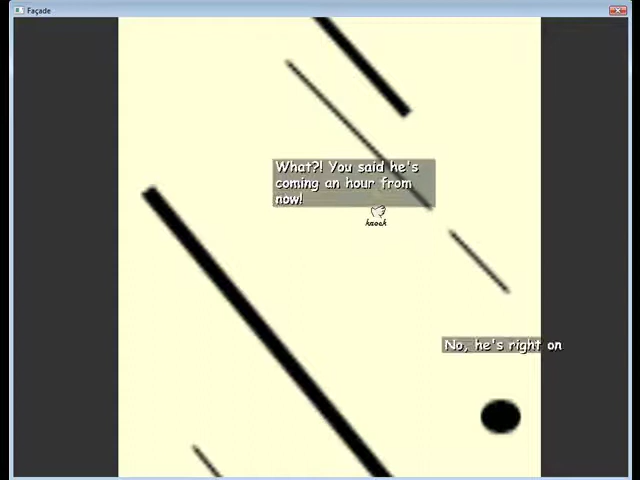 Façade
What?! You said he's
coming an hour from
now!
knock
No, he's right on